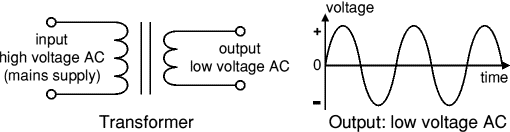 input
high voltage AC
(mains supply)
output
low voltage AC
Transformer
voltage
+
0
-
time
Output: low voltage AC